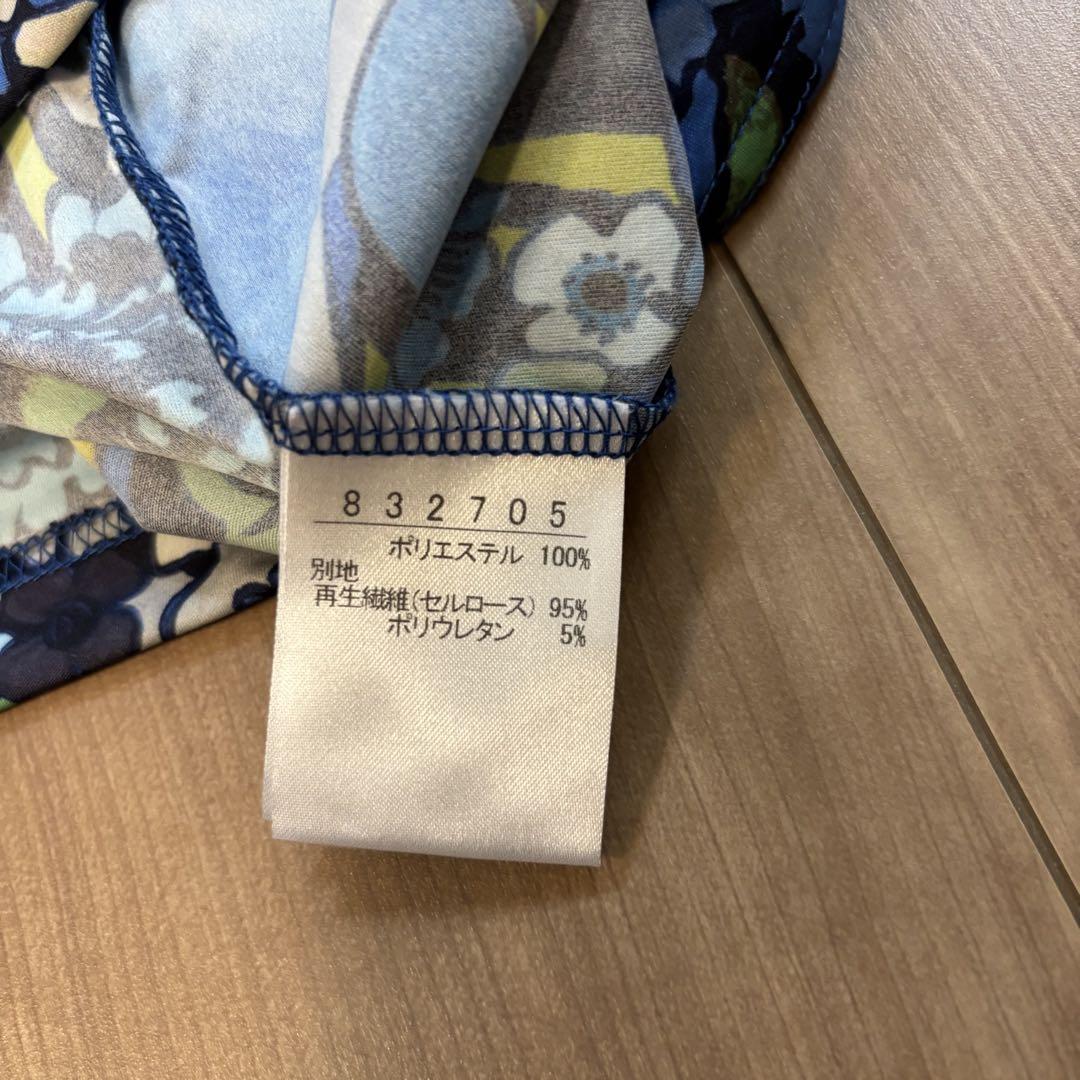 832705
ポリエステル 100%
別地
再生繊維(セルロース) 95%
ポリウレタン 5%